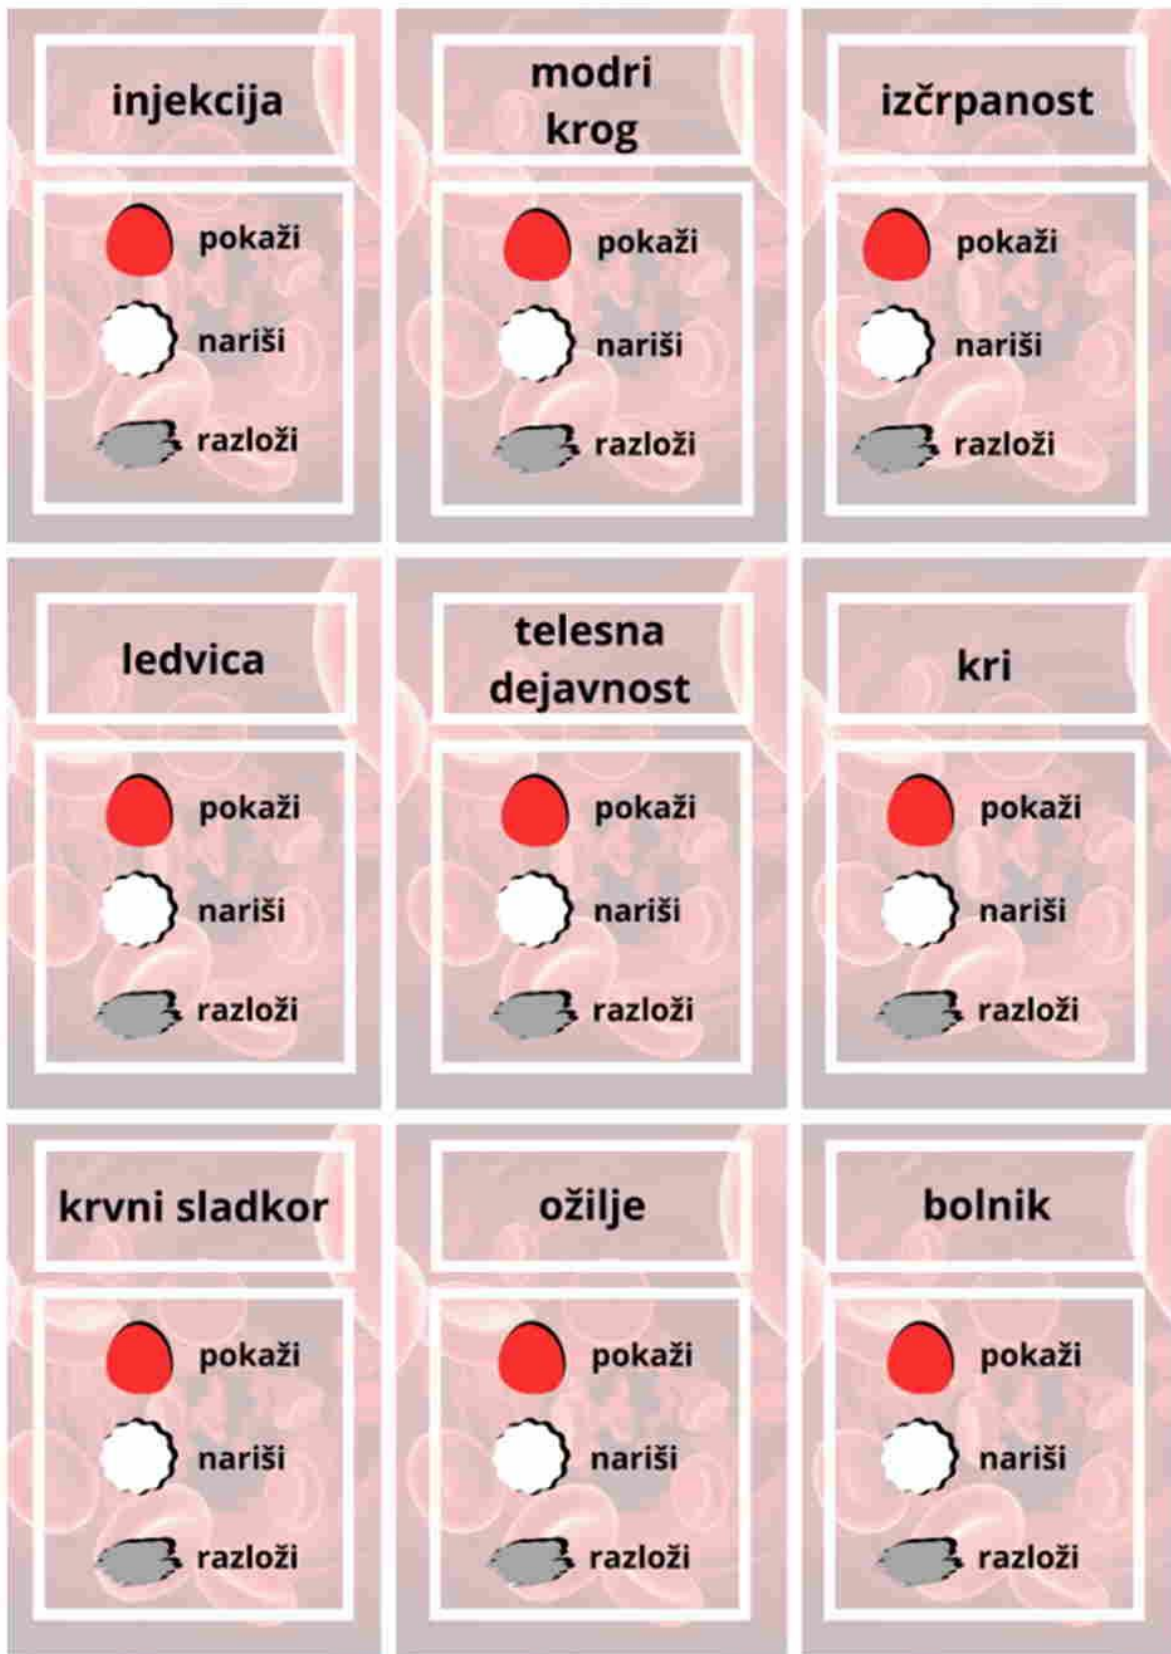 injekcija
pokaži
nariši
razloži
modri
krog
pokaži
nariši
razloži
izčrpanost
pokaži
nariši
razloži
ledvica
pokaži
nariši
razloži
telesna
dejavnost
pokaži
nariši
razloži
kri
pokaži
nariši
razloži
krvni sladkor
pokaži
nariši
razloži
ožilje
pokaži
nariši
razloži
bolnik
pokaži
nariši
razloži